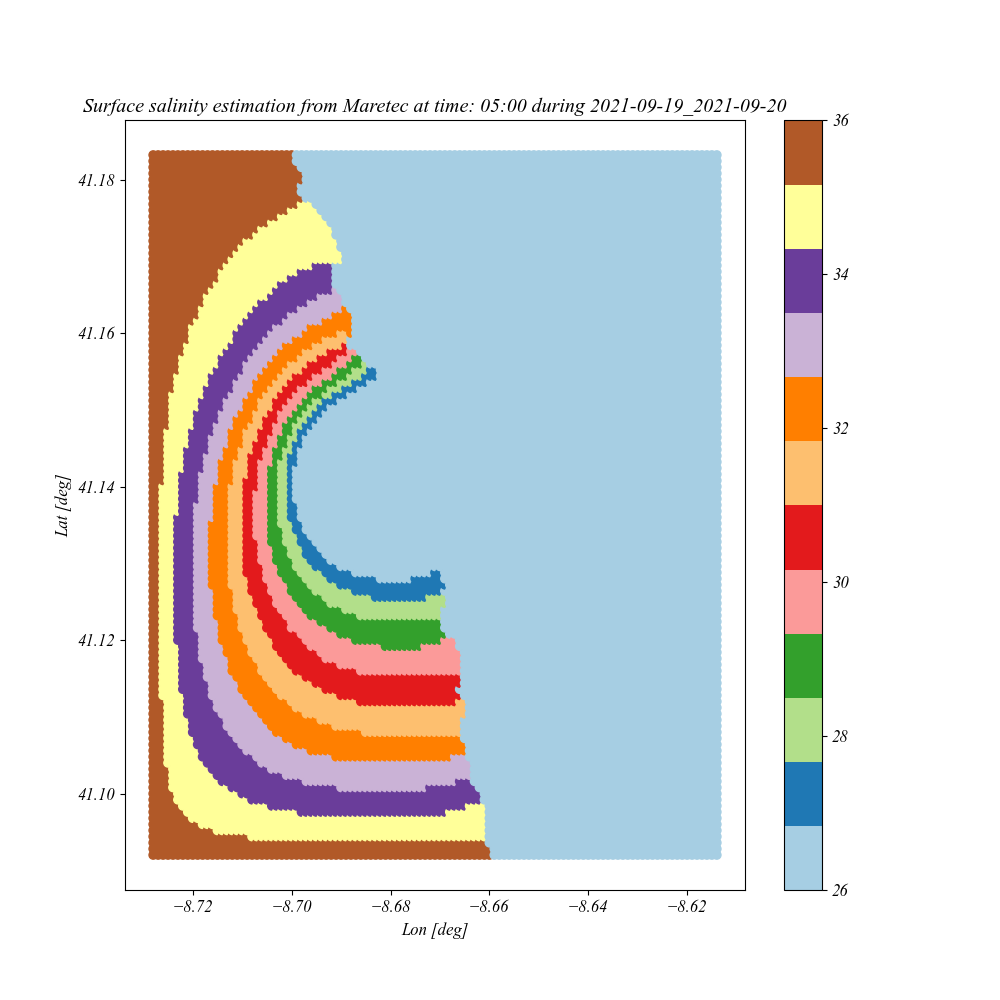 Surface salinity estimation from Maretec at time: 05:00 during 2021-09-19_2021-09-20
36
41.18
34
41.16
32
Lat [deg]
41.14
30
41.12
28
41.10
26
−8.72 −8.70 −8.68 −8.66 −8.64 −8.62
Lon [deg]